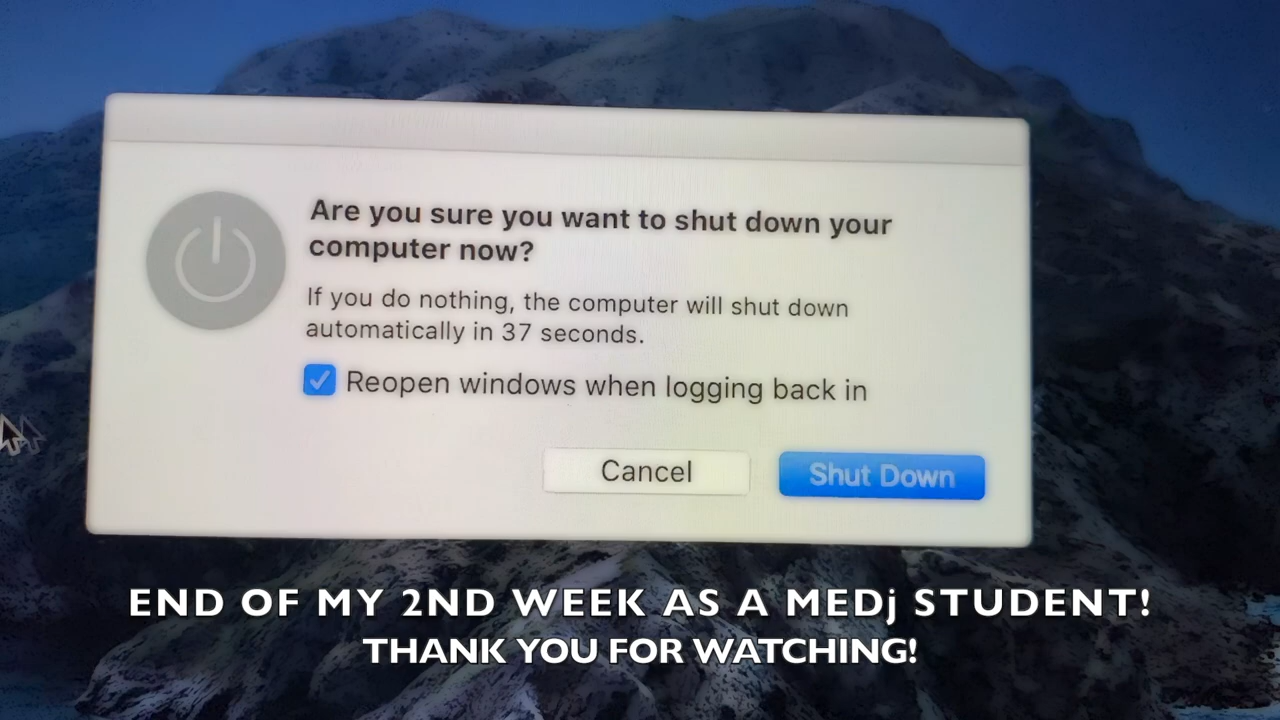 Are you sure you want to shut down your
computer now?
If you do nothing, the computer will shut down
automatically in 37 seconds.
Reopen windows when logging back in
Cancel
Shut Down
END OF MY 2ND WEEK AS A MEDj STUDENT!
THANK YOU FOR WATCHING!